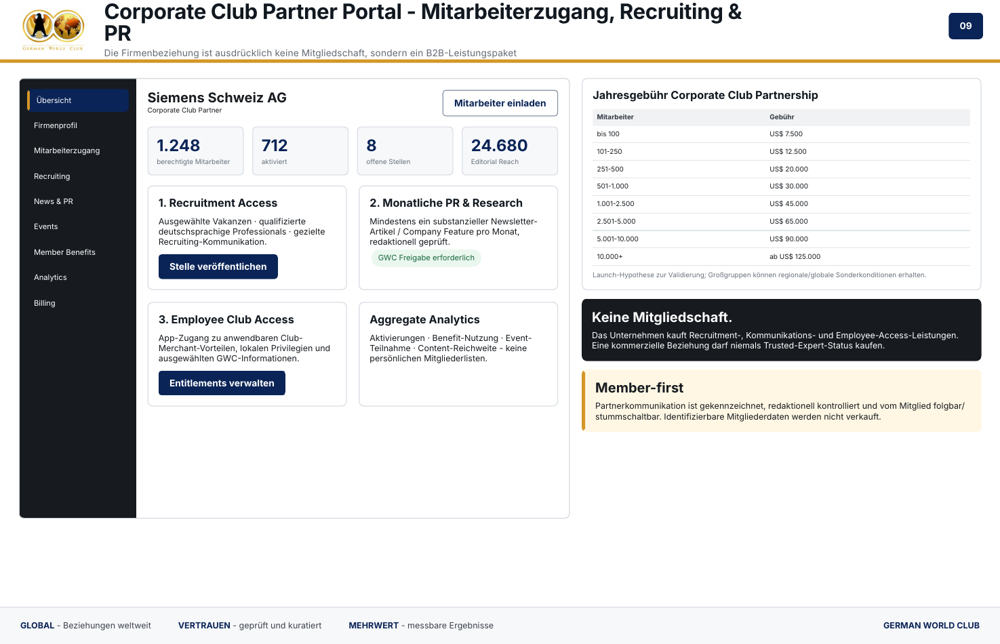 Corporate Club Partner Portal - Mitarbeiterzugang, Recruiting &
PR
Die Firmenbeziehung ist ausdrücklich keine Mitgliedschaft, sondern ein B2B-Leistungspaket
GERMAN WORLD CLUB
09
Übersicht
Firmenprofil
Mitarbeiterzugang
Recruiting
News & PR
Events
Member Benefits
Analytics
Billing
Siemens Schweiz AG
Corporate Club Partner
Mitarbeiter einladen
1.248
berechtigte Mitarbeiter
712
aktiviert
8
offene Stellen
24.680
Editorial Reach
1. Recruitment Access
Ausgewählte Vakanzen · qualifizierte
deutschsprachige Professionals · gezielte
Recruiting-Kommunikation.
Stelle veröffentlichen
2. Monatliche PR & Research
Mindestens ein substanzieller Newsletter-
Artikel / Company Feature pro Monat,
redaktionell geprüft.
GWC Freigabe erforderlich
3. Employee Club Access
App-Zugang zu anwendbaren Club-
Merchant-Vorteilen, lokalen Privilegien und
ausgewählten GWC-Informationen.
Entitlements verwalten
Aggregate Analytics
Aktivierungen · Benefit-Nutzung · Event-
Teilnahme · Content-Reichweite - keine
persönlichen Mitgliederlisten.
Jahresgebühr Corporate Club Partnership
Mitarbeiter Gebühr
bis 100 US$ 7.500
101-250 US$ 12.500
251-500 US$ 20.000
501-1.000 US$ 30.000
1.001-2.500 US$ 45.000
2.501-5.000 US$ 65.000
5.001-10.000 US$ 90.000
10.000+ ab US$ 125.000
Launch-Hypothese zur Validierung; Großgruppen können regionale/globale Sonderkonditionen erhalten.
Keine Mitgliedschaft.
Das Unternehmen kauft Recruitment-, Kommunikations- und Employee-Access-Leistungen.
Eine kommerzielle Beziehung darf niemals Trusted-Expert-Status kaufen.
Member-first
Partnerkommunikation ist gekennzeichnet, redaktionell kontrolliert und vom Mitglied folgbar/
stummschaltbar. Identifizierbare Mitgliederdaten werden nicht verkauft.
GLOBAL - Beziehungen weltweit
VERTRAUEN - geprüft und kuratiert
MEHRWERT - messbare Ergebnisse
GERMAN WORLD CLUB